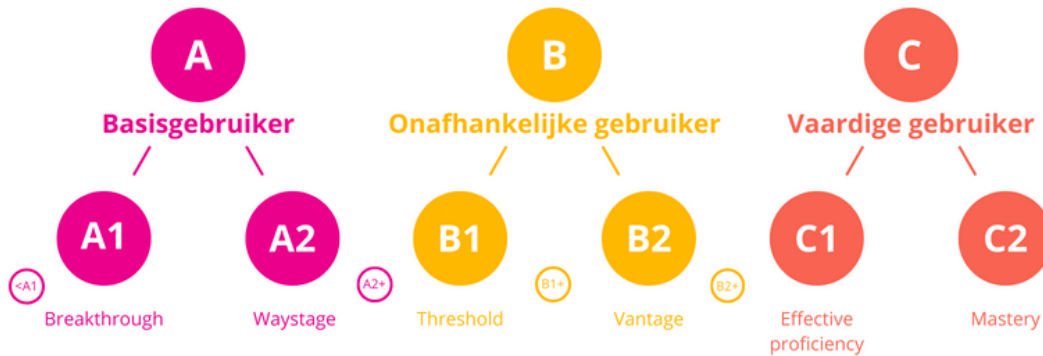 A
B
C
Basisgebruiker
Onafhankelijke gebruiker
Vaardige gebruiker
A1
A2
B1
B2
C1
C2
<A1
A2+
B1+
B2+
Breakthrough
Waystage
Threshold
Vantage
Effective
proficiency
Mastery